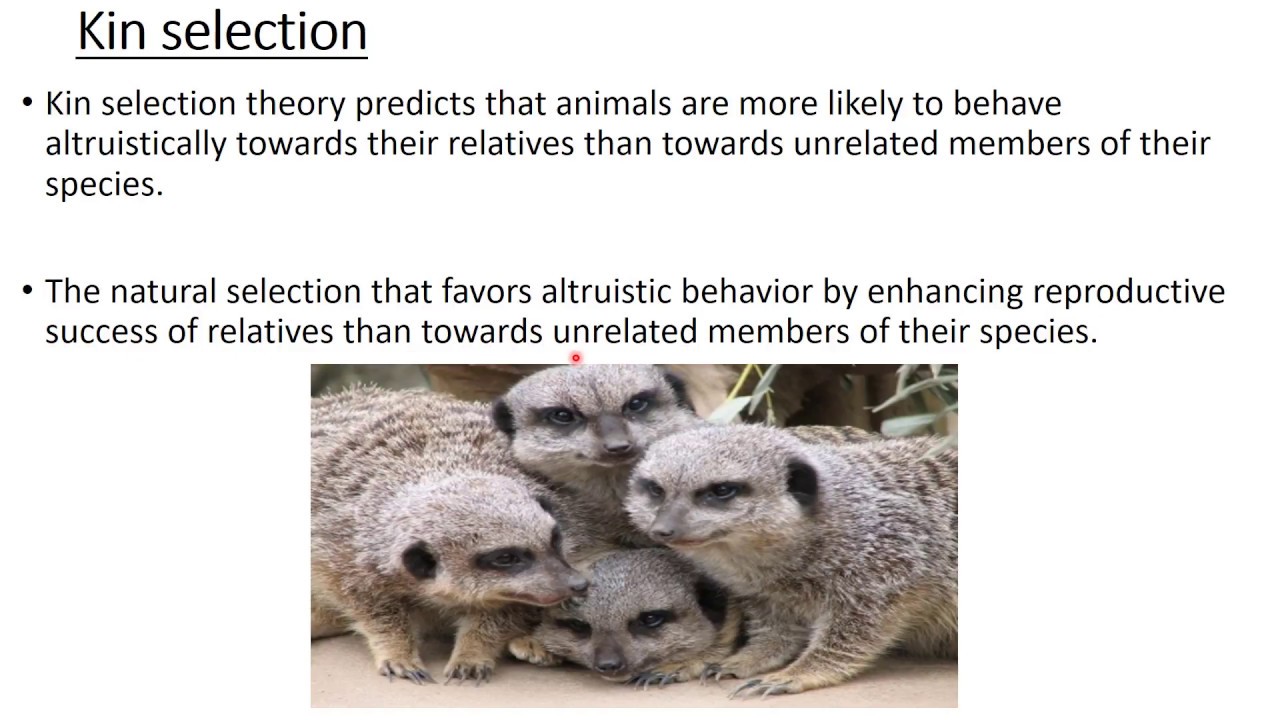 Kin selection
• Kin selection theory predicts that animals are more likely to behave
altruistically towards their relatives than towards unrelated members of their
species.
• The natural selection that favors altruistic behavior by enhancing reproductive
success of relatives than towards unrelated members of their species.